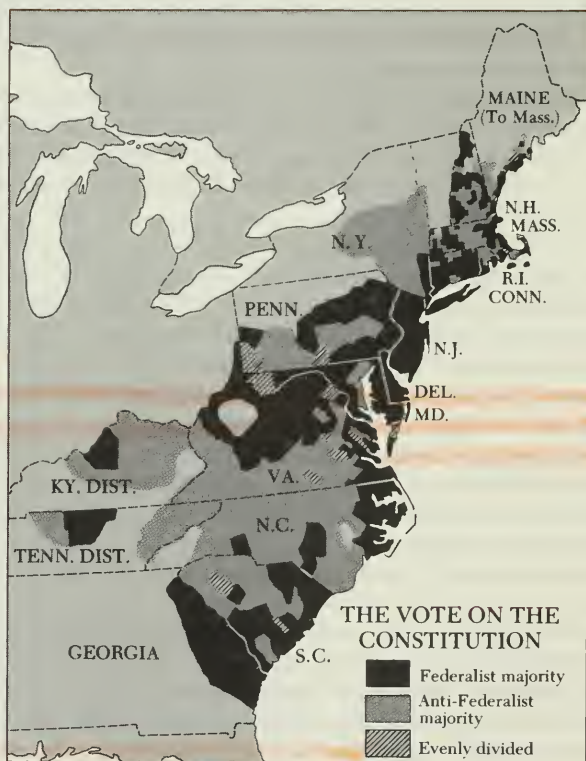 MAINE
(To Mass.)
N.H.
MASS.
N.Y.
R.I.
CONN.
PENN.
N.J.
DEL.
MD.
VA.
KY. DIST.
N.C.
TENN. DIST.
S.C.
GEORGIA
THE VOTE ON THE
CONSTITUTION
Federalist majority
Anti-Federalist
majority
Evenly divided